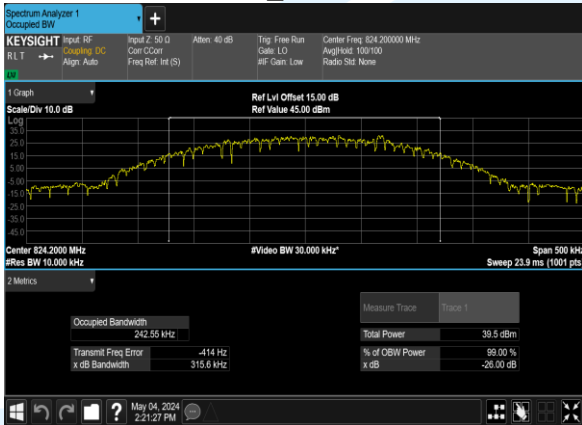 Spectrum Analyzer 1
Occupied BW
KEYSIGHT
R L T
LXI
Input: RF
Coupling: DC
Align: Auto
Input Z: 50 Ω
Corr CCorr
Freq Ref: Int (S)
Atten: 40 dB
Trig: Free Run
Gate: LO
#IF Gain: Low
Center Freq: 824.200000 MHz
Avg|Hold: 100/100
Radio Std: None
1 Graph
Scale/Div 10.0 dB
Ref Lvl Offset 15.00 dB
Ref Value 45.00 dBm
Log
35.0
25.0
15.0
5.00
-5.00
-15.0
-25.0
-35.0
-45.0
Center 824.2000 MHz
#Res BW 10.000 kHz
#Video BW 30.000 kHz*
Span 500 kHz
Sweep 23.9 ms (1001 pts
2 Metrics
Measure Trace
Trace 1
Occupied Bandwidth
242.55 kHz
Total Power
39.5 dBm
Transmit Freq Error
-414 Hz
% of OBW Power
99.00 %
x dB Bandwidth
315.6 kHz
x dB
-26.00 dB
?
May 04, 2024
2:21:27 PM